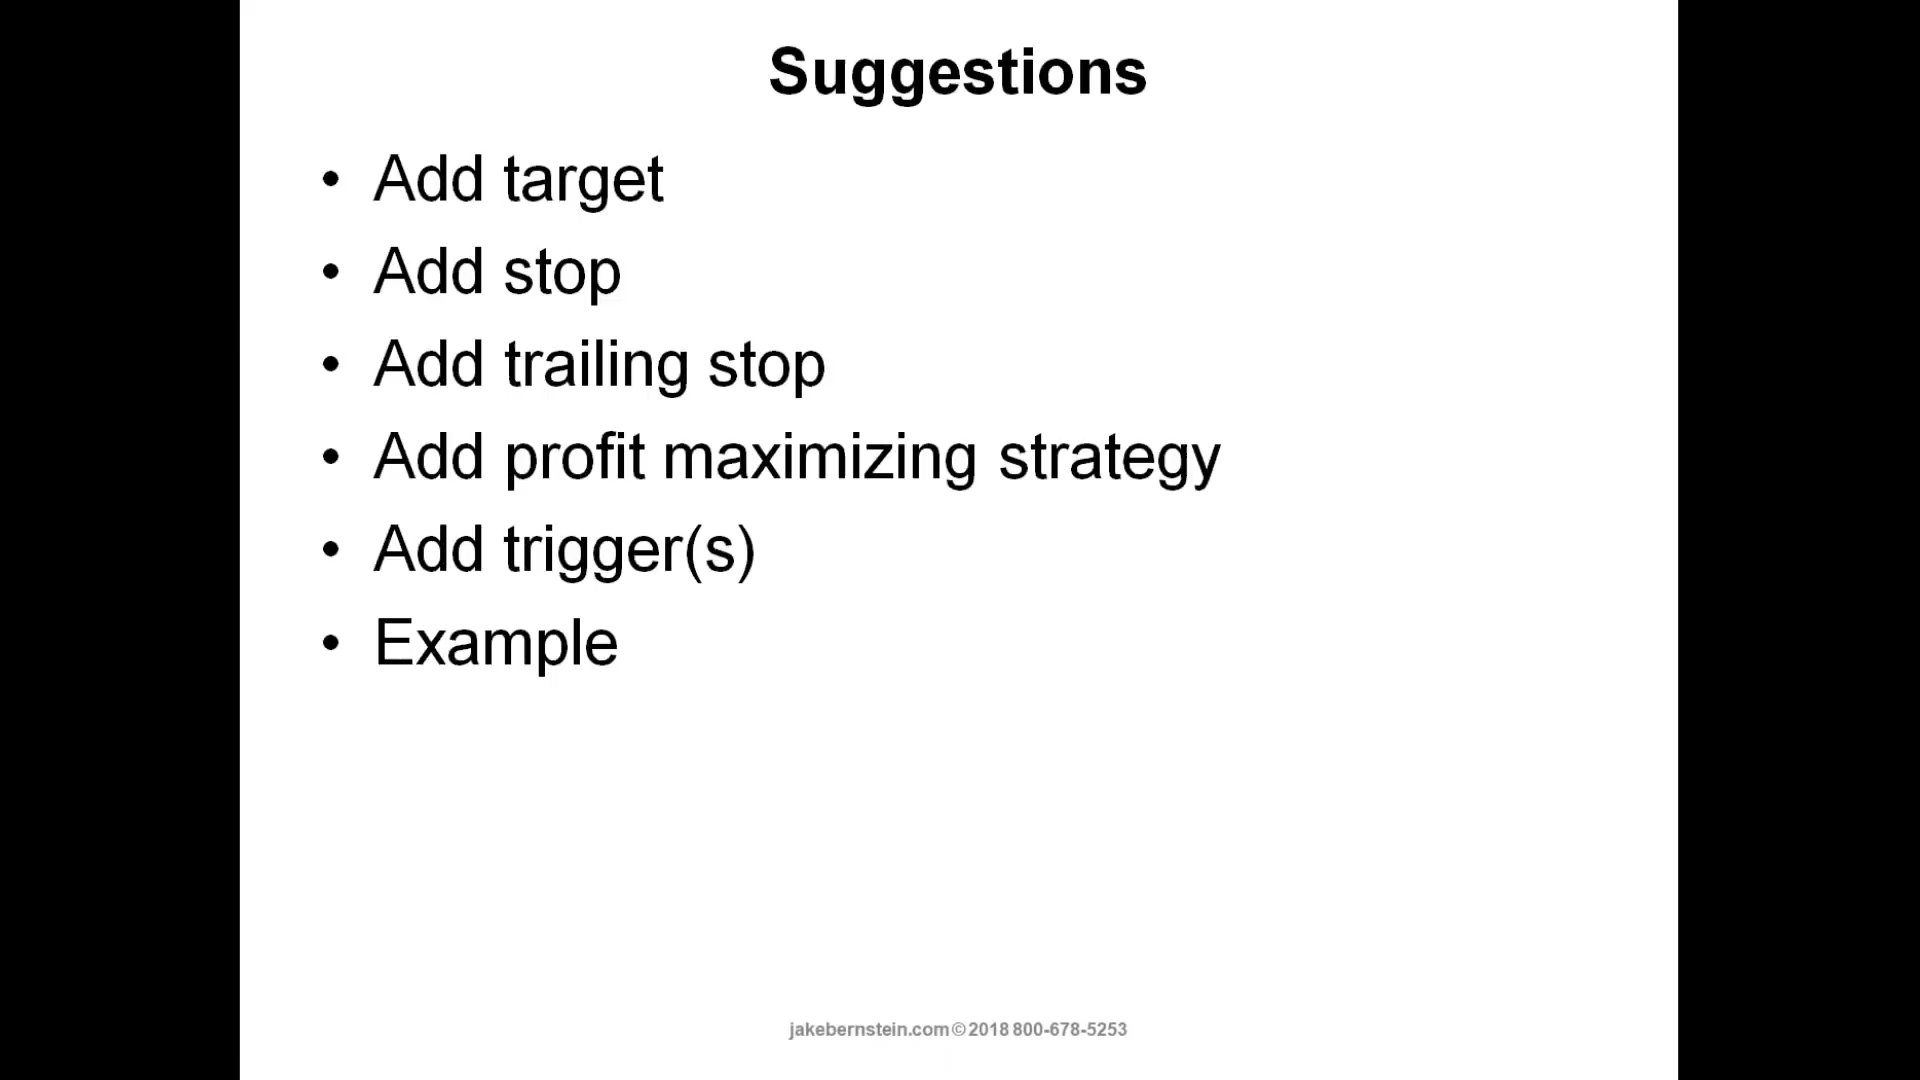 Suggestions
• Add target
• Add stop
• Add trailing stop
• Add profit maximizing strategy
• Add trigger(s)
• Example
jakebernstein.com©2018 800-678-5253